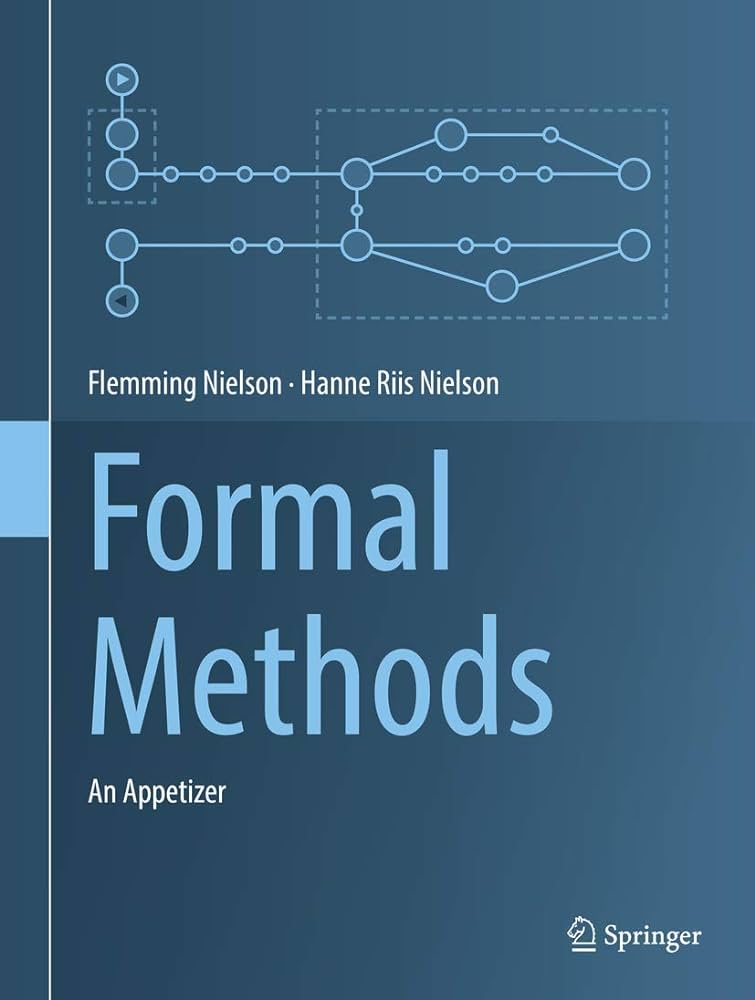 Flemming Nielson · Hanne Riis Nielson
Formal
Methods
An Appetizer
Springer